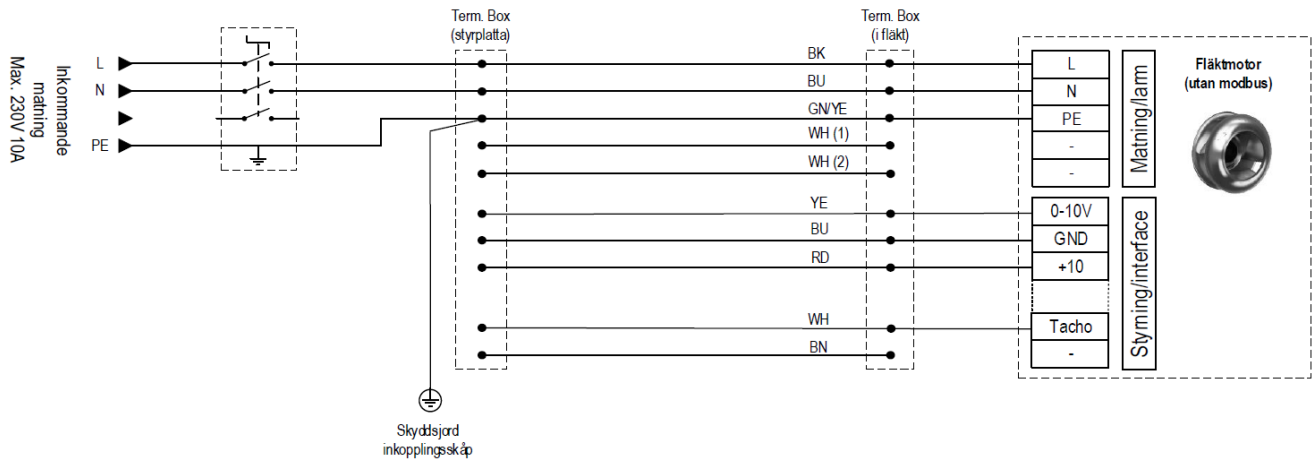 Term. Box
(styrplatta)
Term. Box
(i fläkt)
Inkommande
matning
Max. 230V 10A
L
N
PE
BK
BU
GN/YE
WH (1)
WH (2)
YE
BU
RD
WH
BN
L
N
PE
-
-
0-10V
GND
+10
Tacho
-
Matning/larm
Styrning/interface
Fläktmotor
(utan modbus)
Skyddsjord
inkopplingsskåp